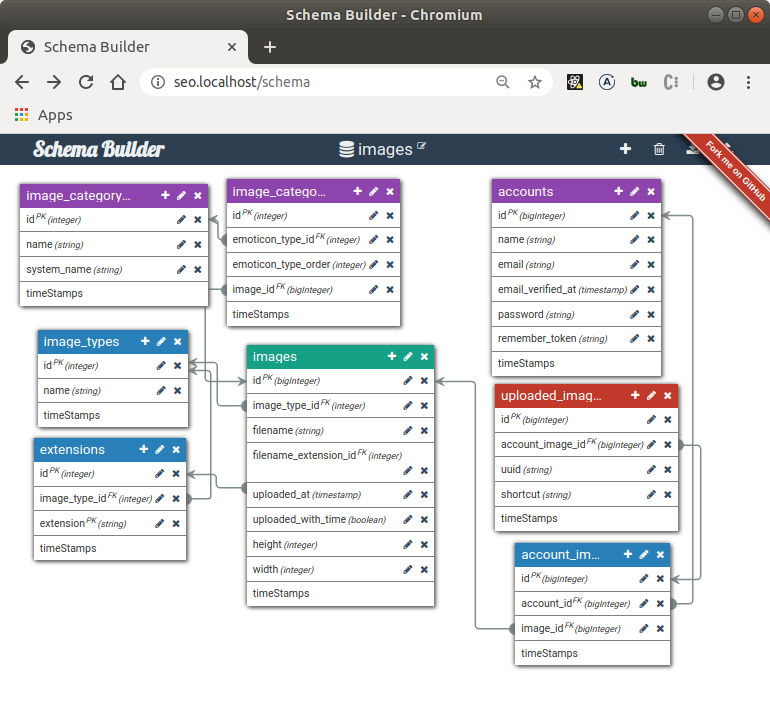 Schema Builder - Chromium
Schema Builder
seo.localhost/schema
Apps
Schema Builder
images
Fork me on GitHub
image_category...
id PK (integer)
name (string)
system_name (string)
timeStamps
image_catego...
id PK (integer)
emoticon_type_id FK (integer)
emoticon_type_order (integer)
image_id FK (bigInteger)
timeStamps
accounts
id PK (bigInteger)
name (string)
email (string)
email_verified_at (timestamp)
password (string)
remember_token (string)
timeStamps
image_types
id PK (integer)
name (string)
timeStamps
images
id PK (bigInteger)
image_type_id FK (integer)
filename (string)
filename_extension_id FK (integer)
uploaded_at (timestamp)
uploaded_with_time (boolean)
height (integer)
width (integer)
timeStamps
uploaded_imag...
id PK (bigInteger)
account_image_id FK (bigInteger)
uuid (string)
shortcut (string)
timeStamps
extensions
id PK (integer)
image_type_id FK (integer)
extension PK (string)
timeStamps
account_im...
id PK (bigInteger)
account_id FK (bigInteger)
image_id FK (bigInteger)
timeStamps